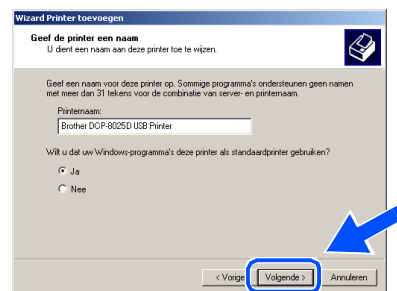 Wizard Printer toevoegen
Geef de printer een naam
U dient een naam aan deze printer toe te wijzen.
Geef een naam voor deze printer op. Sommige programma's ondersteunen geen namen
met meer dan 31 tekens voor de combinatie van server- en printernaam.
Printernaam:
Brother DCP-8025D USB Printer
Wilt u dat uw Windows-programma's deze printer als standaardprinter gebruiken?
Ja
Nee
< Vorige
Volgende >
Annuleren